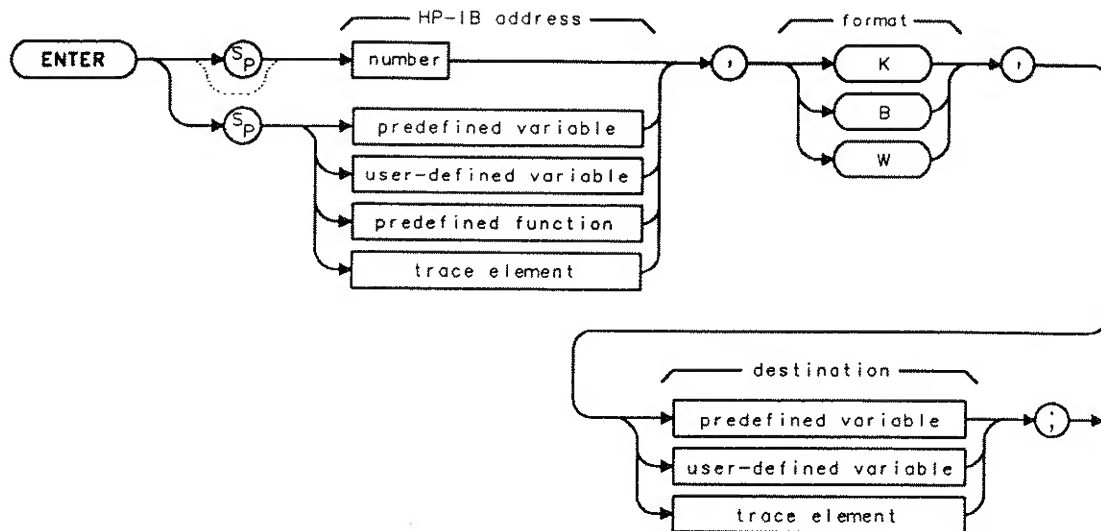 HP-IB address
format
ENTER
SP
number
,
K
,
B
SP
predefined variable
W
user-defined variable
predefined function
trace element
destination
predefined variable
;
user-defined variable
trace element